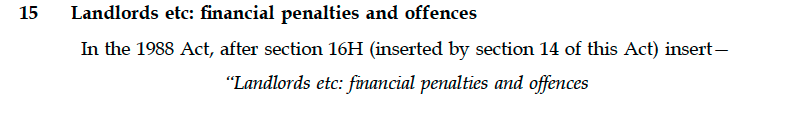 15 Landlords etc: financial penalties and offences
In the 1988 Act, after section 16H (inserted by section 14 of this Act) insert—
“Landlords etc: financial penalties and offences